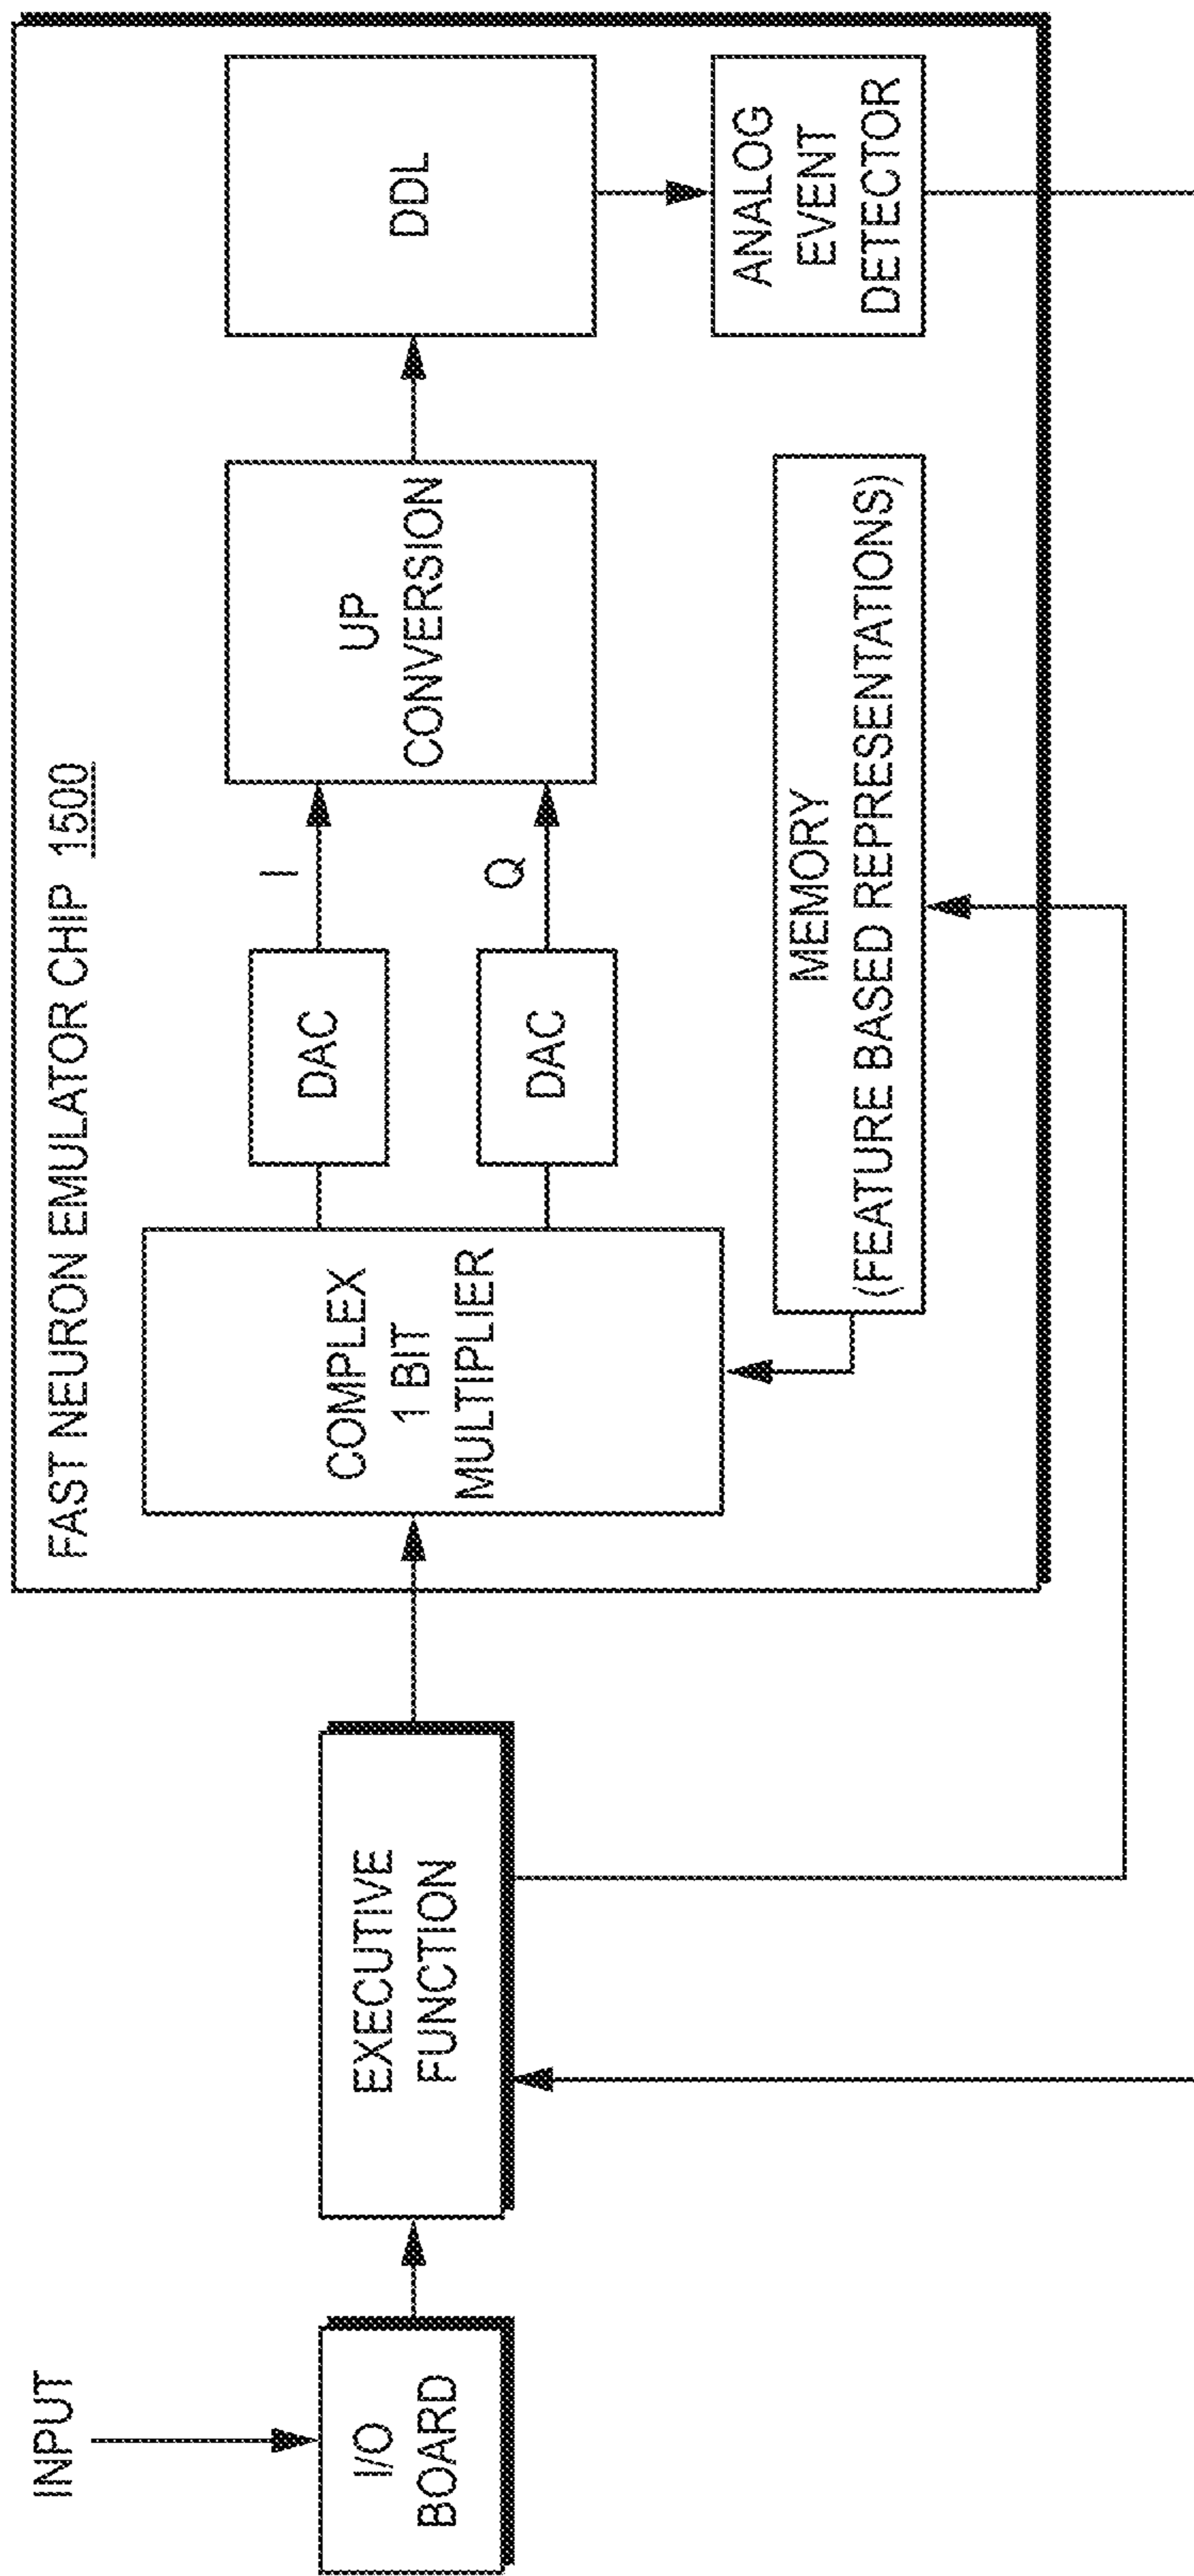 FAST NEURON EMULATOR CHIP 1500
INPUT
I/O
BOARD
EXECUTIVE
FUNCTION
COMPLEX
1 BIT
MULTIPLIER
DAC
DAC
I
Q
UP
CONVERSION
DDL
MEMORY
(FEATURE BASED REPRESENTATIONS)
ANALOG
EVENT
DETECTOR